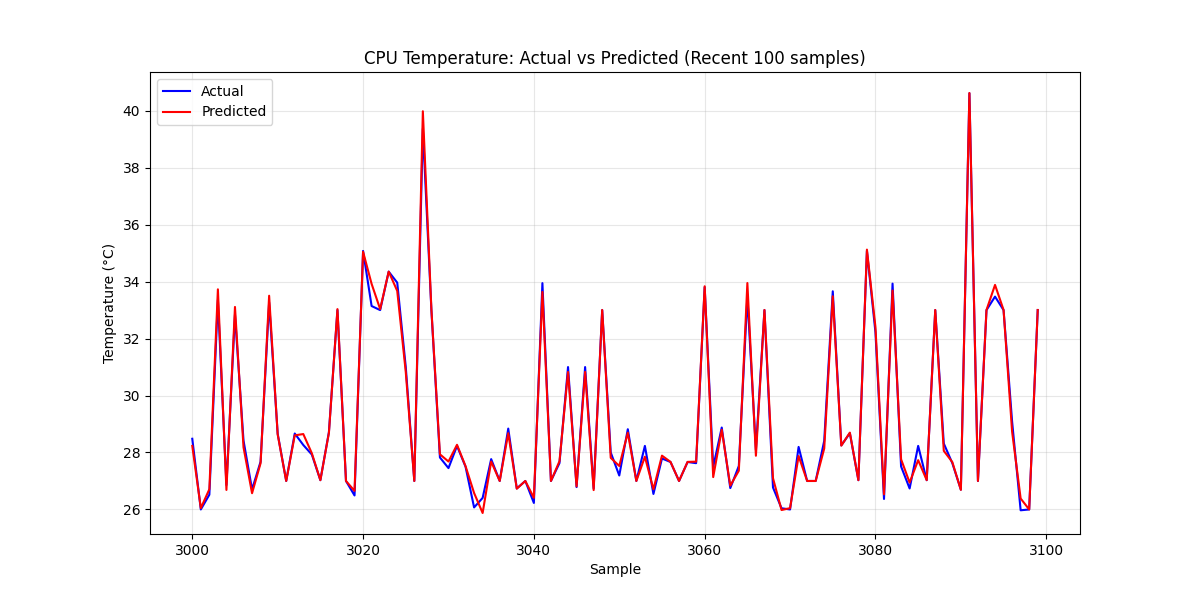 CPU Temperature: Actual vs Predicted (Recent 100 samples)
Actual
Predicted
Temperature (°C)
40
38
36
34
32
30
28
26
3000
3020
3040
3060
3080
3100
Sample